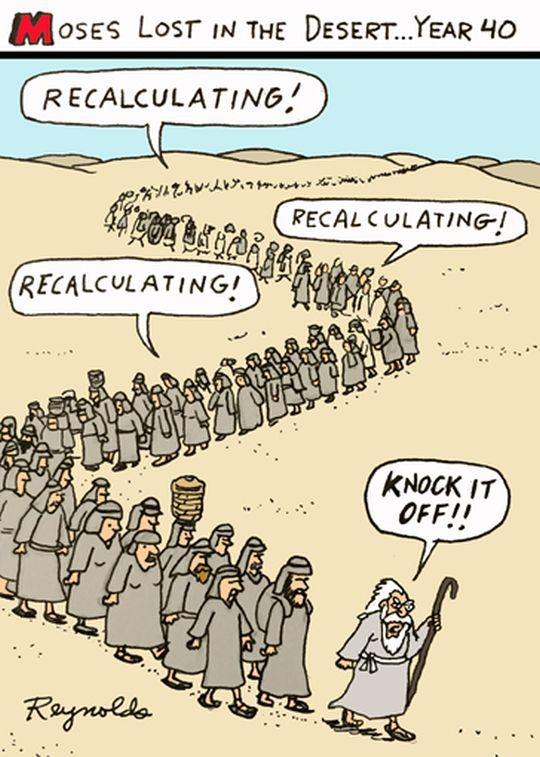 MOSES LOST IN THE DESERT...YEAR 40
RECALCULATING!
RECALCULATING!
RECALCULATING!
KNOCK IT
OFF!!
Reynolds